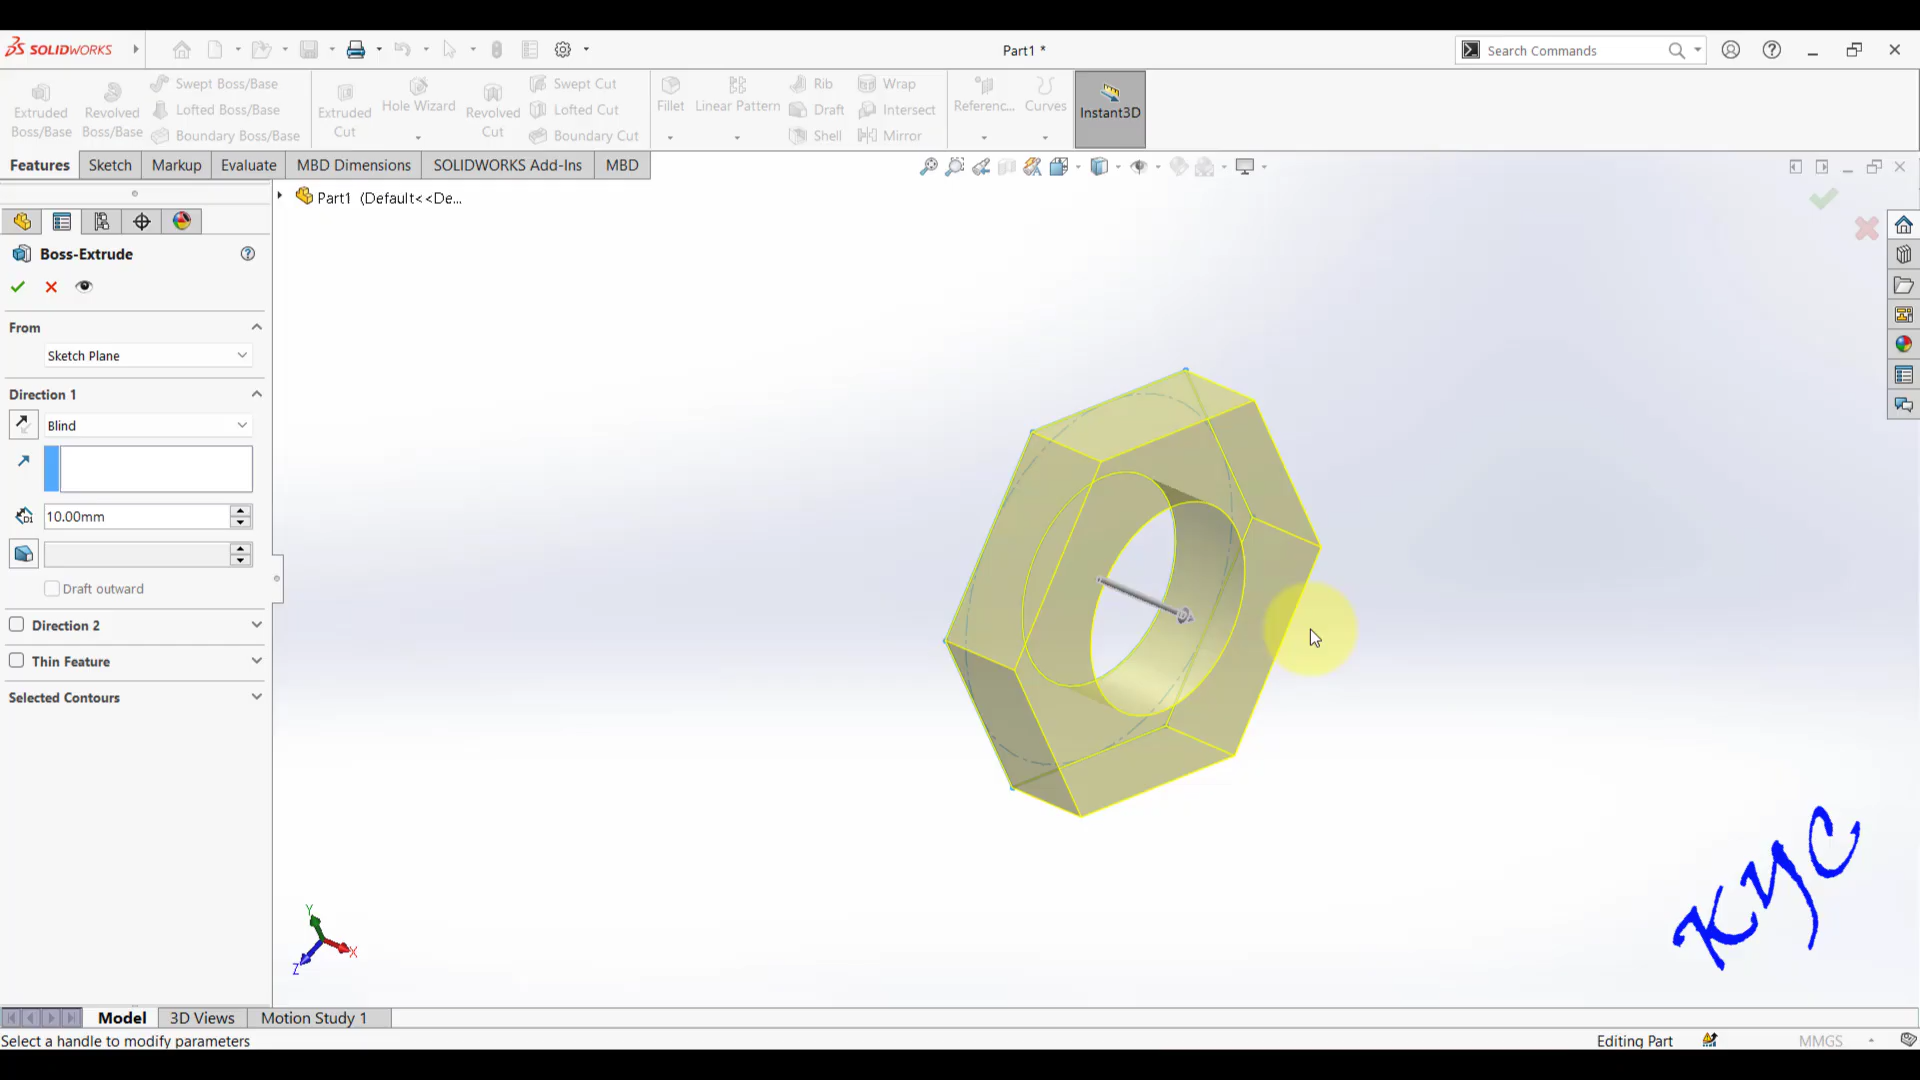 SOLIDWORKS
Part1 *
Search Commands
Extruded Boss/Base
Revolved Boss/Base
Swept Boss/Base
Lofted Boss/Base
Boundary Boss/Base
Extruded Cut
Hole Wizard
Revolved Cut
Swept Cut
Lofted Cut
Boundary Cut
Fillet
Linear Pattern
Rib
Draft
Shell
Wrap
Intersect
Mirror
Referenc...
Curves
Instant3D
Features Sketch Markup Evaluate MBD Dimensions SOLIDWORKS Add-Ins MBD
Part1 (Default<<De...
Boss-Extrude
From
Sketch Plane
Direction 1
Blind
D1
10.00mm
Draft outward
Direction 2
Thin Feature
Selected Contours
Y
X
Z
KYC
Model 3D Views Motion Study 1
Select a handle to modify parameters
Editing Part
MMGS